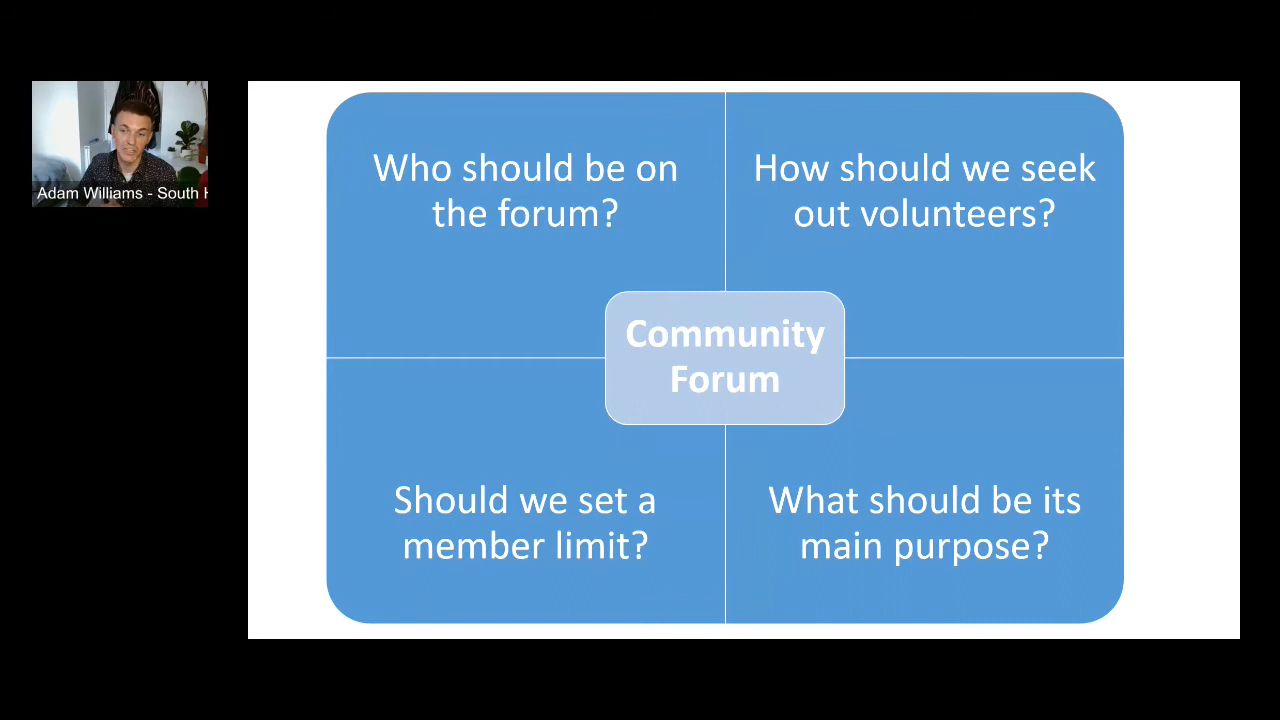 Adam Williams - South
Who should be on
the forum?
How should we seek
out volunteers?
Community
Forum
Should we set a
member limit?
What should be its
main purpose?